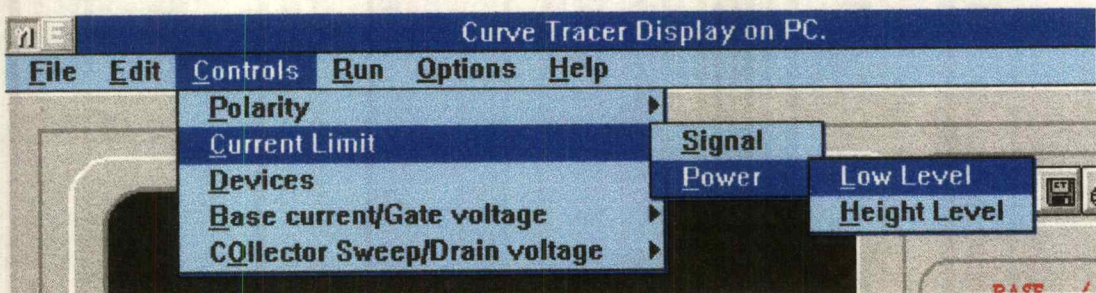 Curve Tracer Display on PC.
File Edit Controls Run Options Help
Polarity
Current Limit
Devices
Base current/Gate voltage
COllector Sweep/Drain voltage
Signal
Power
Low Level
Height Level